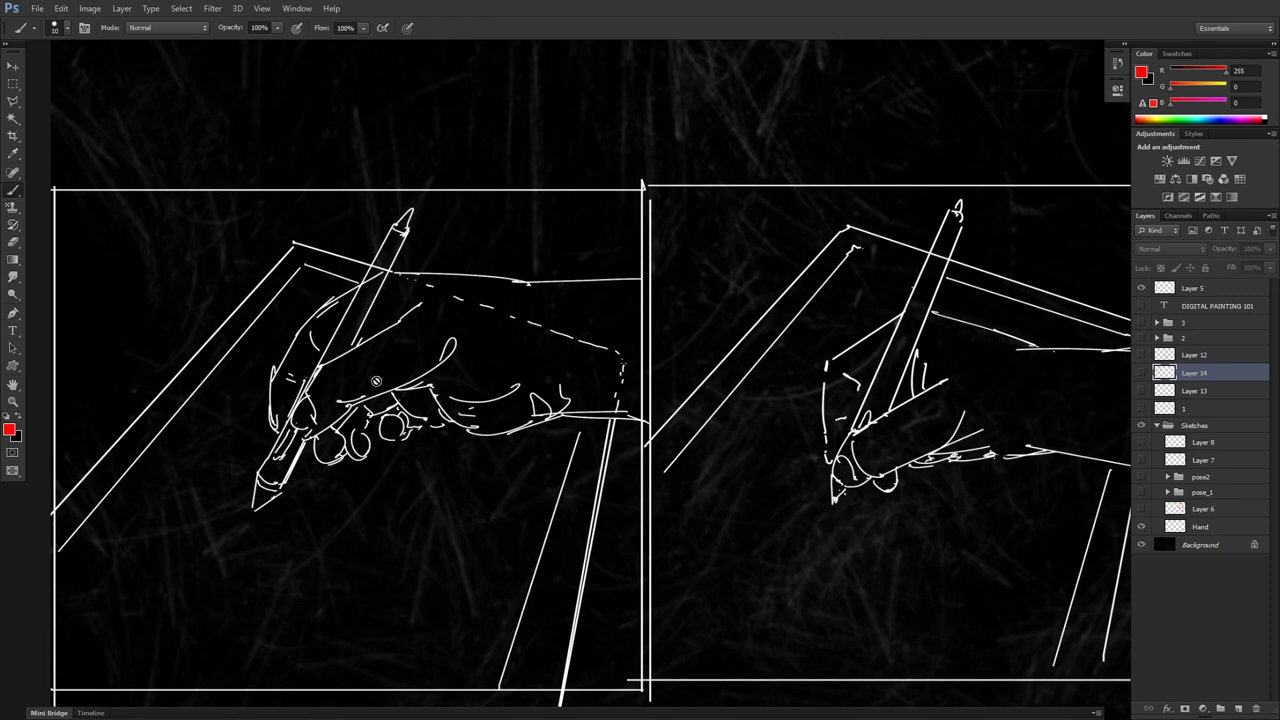 Ps File Edit Image Layer Type Select Filter 3D View Window Help
10 Mode: Normal Opacity: 100% Flow: 100% Essentials
Color Swatches
R 255
G 0
B 0
Adjustments Styles
Add an adjustment
Layers Channels Paths
Kind
Normal Opacity: 100%
Lock: Fill: 100%
Layer 5
T DIGITAL PAINTING 101
3
2
Layer 12
Layer 14
Layer 13
1
Sketches
Layer 8
Layer 7
pose2
pose_1
Layer 6
Hand
Background
fx
Mini Bridge Timeline